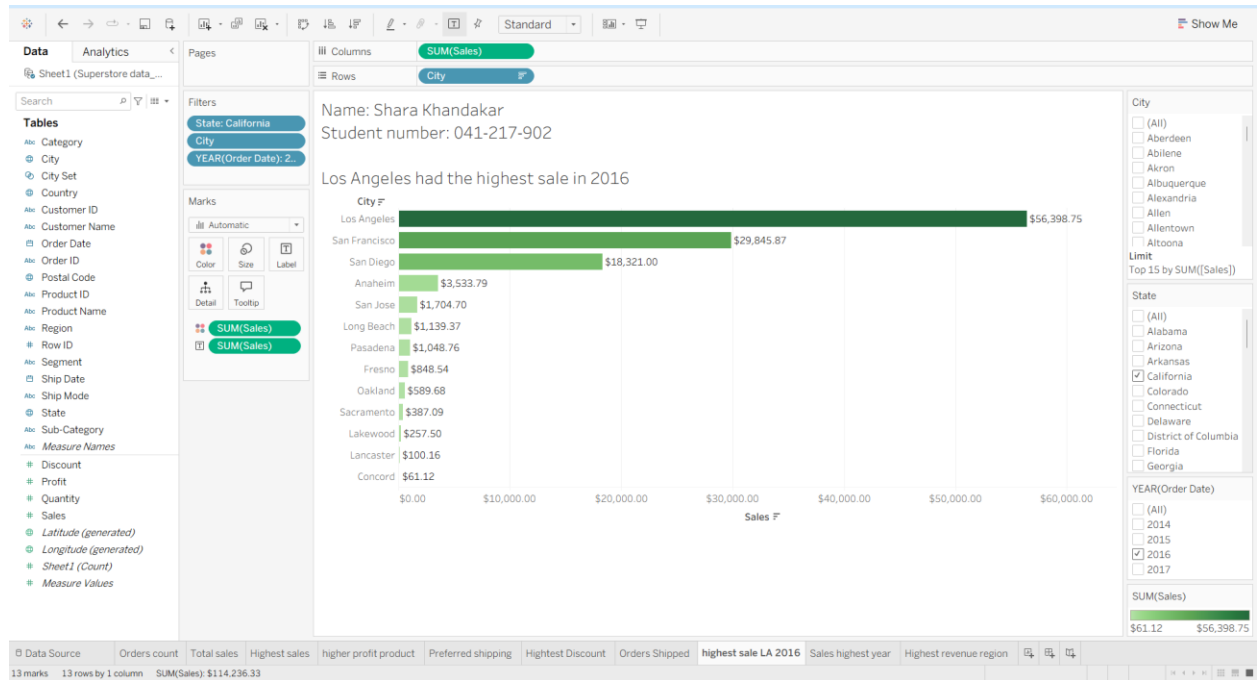 Standard
Show Me
Data
Analytics
Pages
Columns
SUM(Sales)
Sheet1 (Superstore data_...
Rows
City
Search
Tables
Abc Category
City
City Set
Country
Abc Customer ID
Abc Customer Name
Order Date
Abc Order ID
Postal Code
Abc Product ID
Abc Product Name
Abc Region
# Row ID
Abc Segment
Ship Date
Abc Ship Mode
State
Abc Sub-Category
Abc Measure Names
# Discount
# Profit
# Quantity
# Sales
Latitude (generated)
Longitude (generated)
# Sheet1 (Count)
# Measure Values
Filters
State: California
City
YEAR(Order Date): 2..
Marks
Automatic
Color Size Label
Detail Tooltip
SUM(Sales)
SUM(Sales)
Name: Shara Khandakar
Student number: 041-217-902
Los Angeles had the highest sale in 2016
City
Los Angeles $56,398.75
San Francisco $29,845.87
San Diego $18,321.00
Anaheim $3,533.79
San Jose $1,704.70
Long Beach $1,139.37
Pasadena $1,048.76
Fresno $848.54
Oakland $589.68
Sacramento $387.09
Lakewood $257.50
Lancaster $100.16
Concord $61.12
$0.00 $10,000.00 $20,000.00 $30,000.00 $40,000.00 $50,000.00 $60,000.00
Sales
City
(All)
Aberdeen
Abilene
Akron
Albuquerque
Alexandria
Allen
Allentown
Altoona
Limit
Top 15 by SUM([Sales])
State
(All)
Alabama
Arizona
Arkansas
California
Colorado
Connecticut
Delaware
District of Columbia
Florida
Georgia
YEAR(Order Date)
(All)
2014
2015
2016
2017
SUM(Sales)
$61.12 $56,398.75
Data Source Orders count Total sales Highest sales higher profit product Preferred shipping Hightest Discount Orders Shipped highest sale LA 2016 Sales highest year Highest revenue region
13 marks 13 rows by 1 column SUM(Sales): $114,236.33